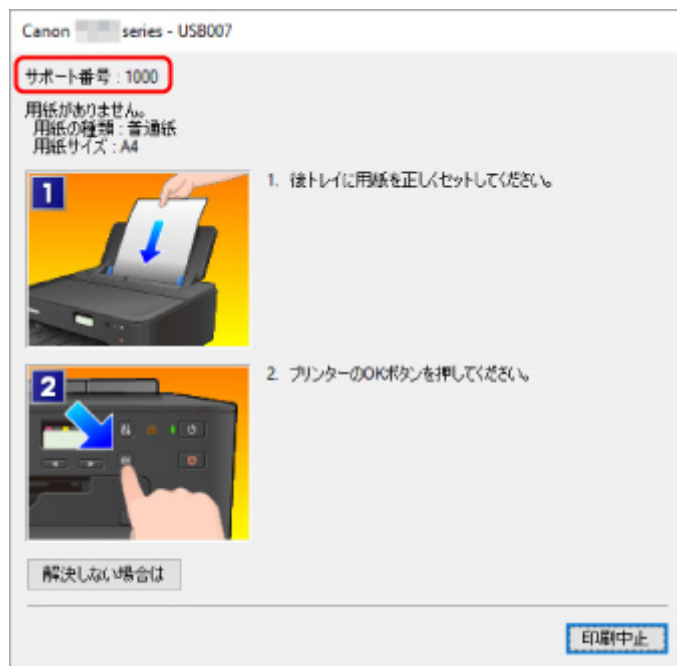 Canon series - USB007
サポート番号 : 1000
用紙がありません。
用紙の種類 : 普通紙
用紙サイズ : A4
1
1. 後トレイに用紙を正しくセットしてください。
2
2. プリンターのOKボタンを押してください。
OK
解決しない場合は
印刷中止